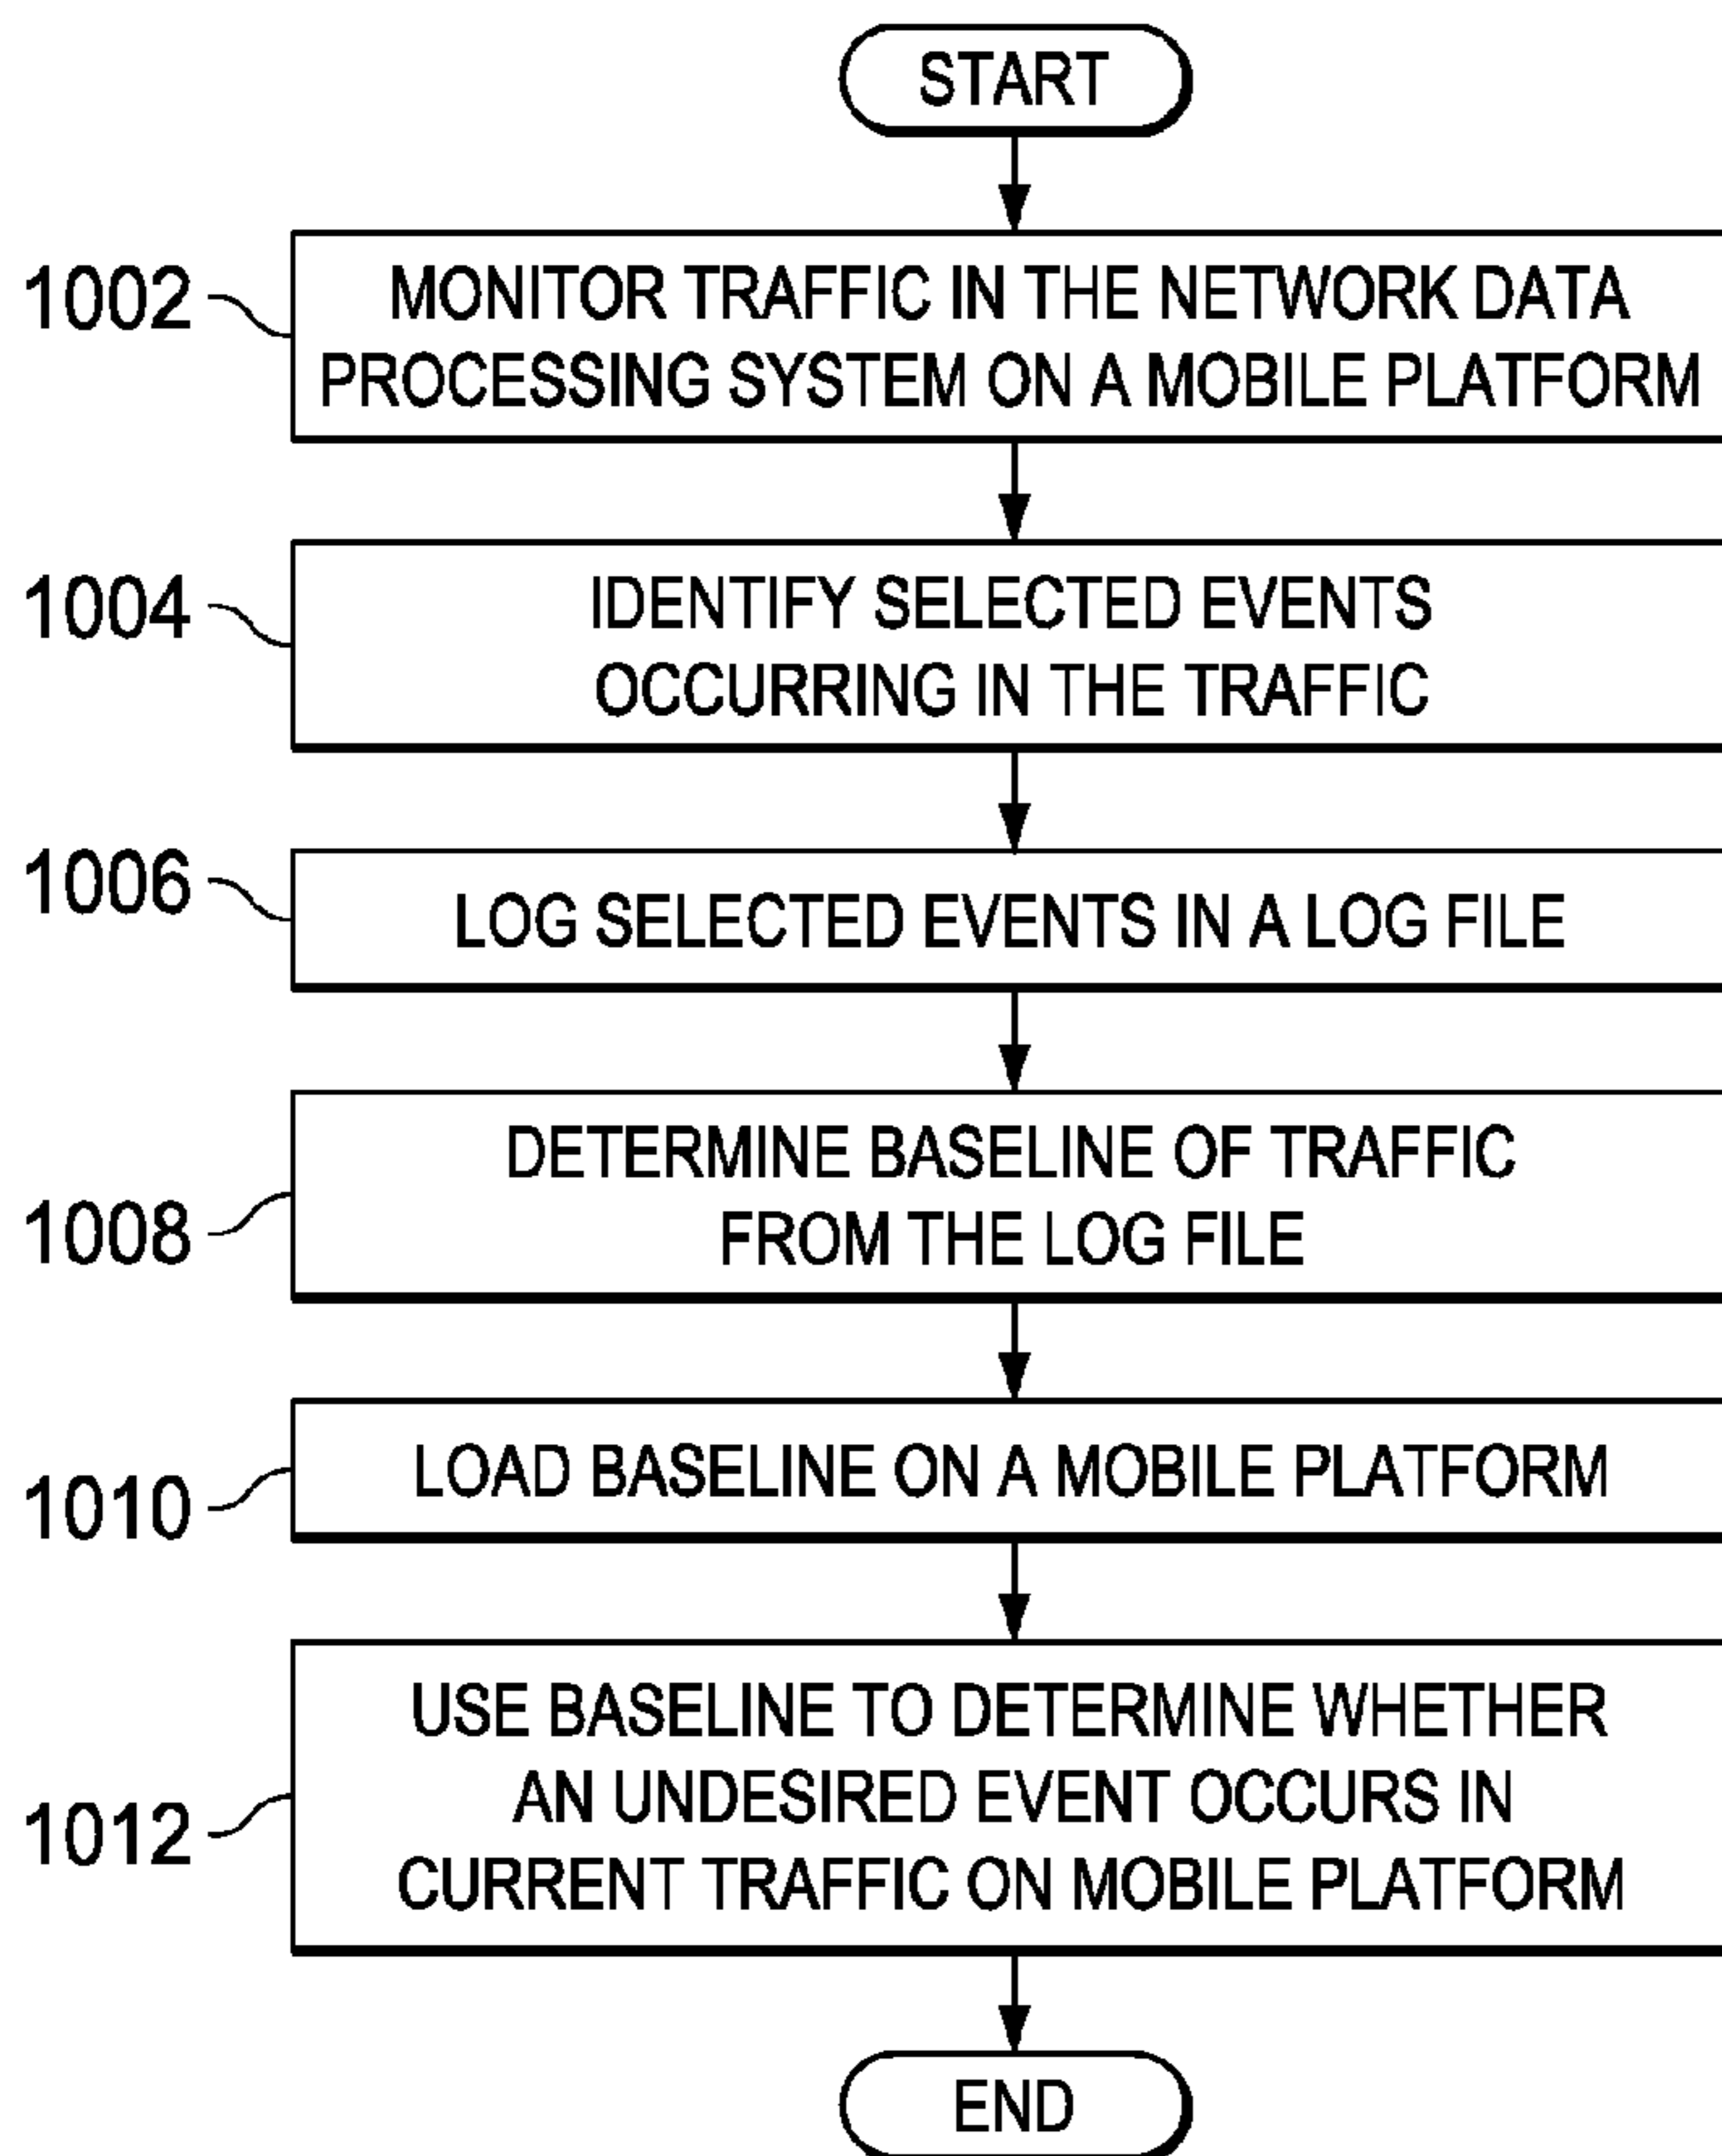 START
1002
MONITOR TRAFFIC IN THE NETWORK DATA
PROCESSING SYSTEM ON A MOBILE PLATFORM
1004
IDENTIFY SELECTED EVENTS
OCCURRING IN THE TRAFFIC
1006
LOG SELECTED EVENTS IN A LOG FILE
1008
DETERMINE BASELINE OF TRAFFIC
FROM THE LOG FILE
1010
LOAD BASELINE ON A MOBILE PLATFORM
1012
USE BASELINE TO DETERMINE WHETHER
AN UNDESIRED EVENT OCCURS IN
CURRENT TRAFFIC ON MOBILE PLATFORM
END